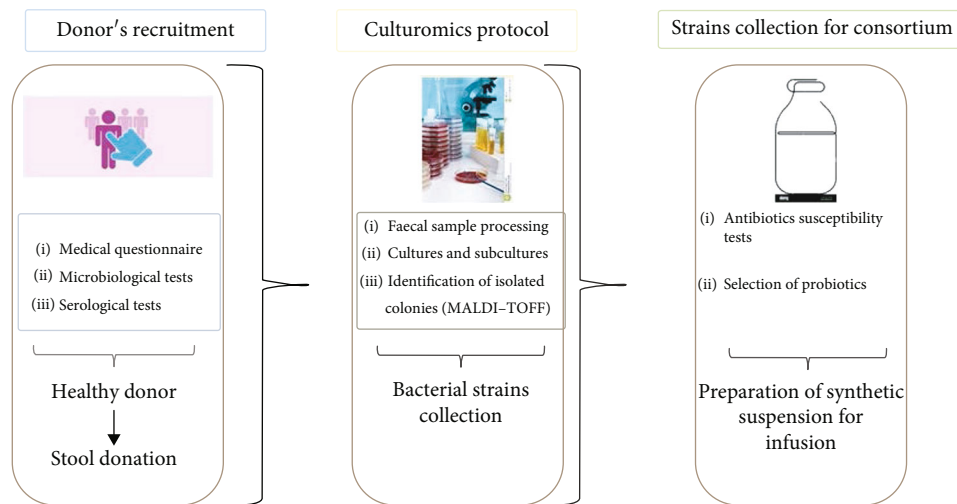 Donor's recruitment
(i) Medical questionnaire
(ii) Microbiological tests
(iii) Serological tests
Healthy donor
Stool donation
Culturomics protocol
(i) Faecal sample processing
(ii) Cultures and subcultures
(iii) Identification of isolated
colonies (MALDI–TOFF)
Bacterial strains
collection
Strains collection for consortium
(i) Antibiotics susceptibility
tests
(ii) Selection of probiotics
Preparation of synthetic
suspension for
infusion